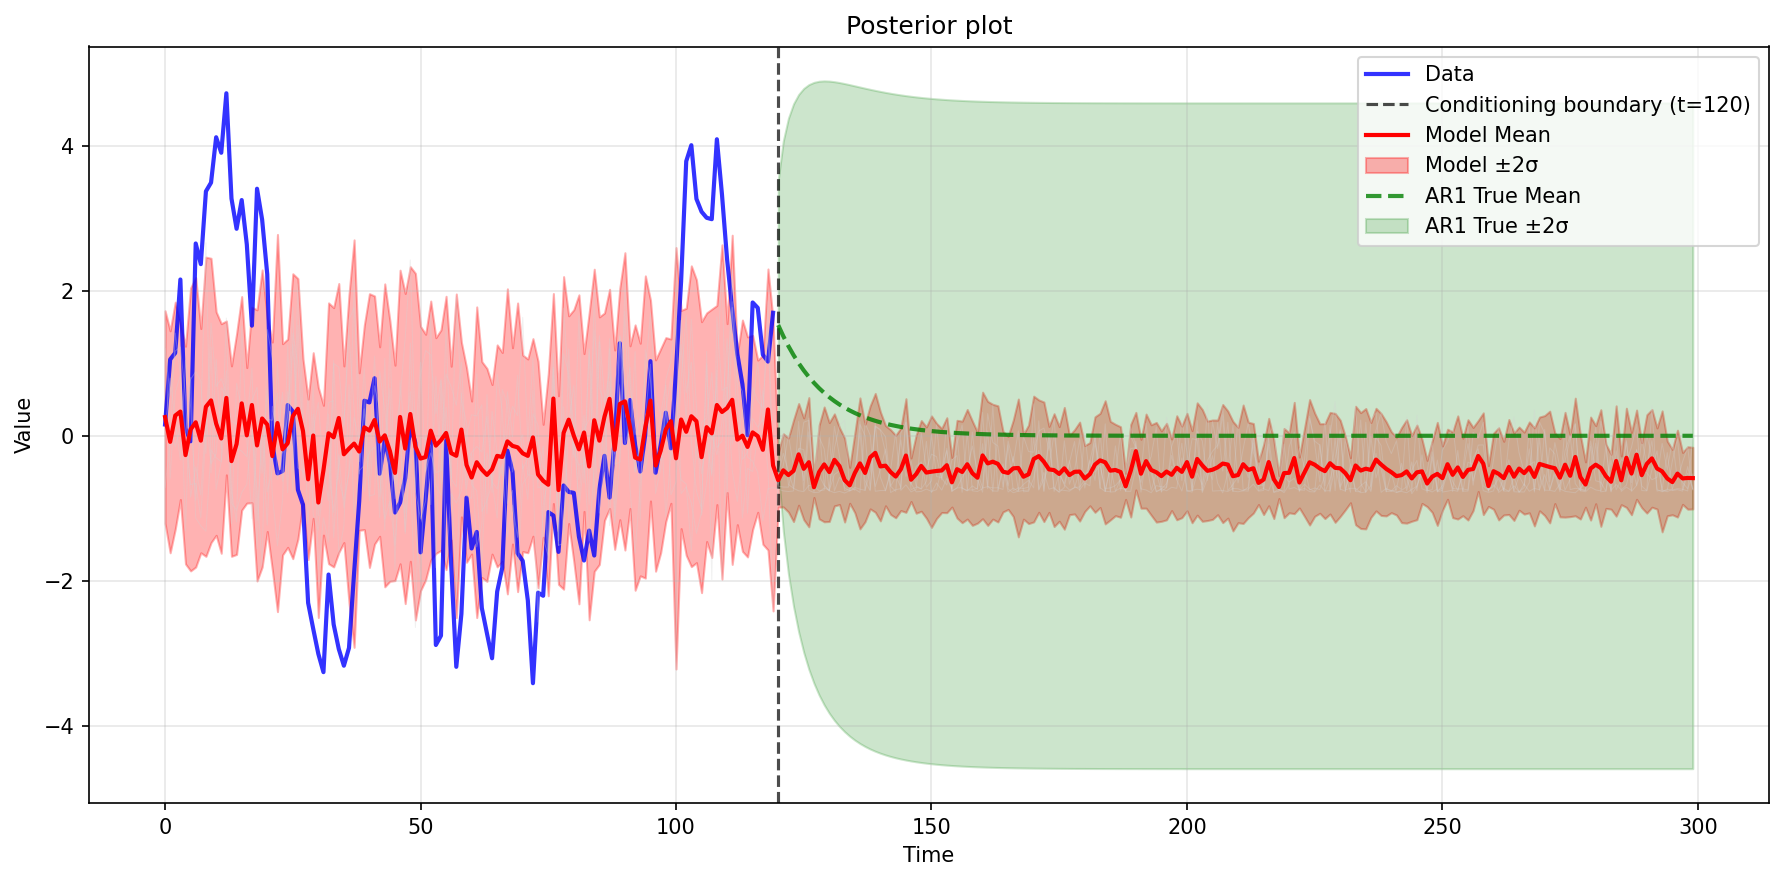 Posterior plot
Data
Conditioning boundary (t=120)
Model Mean
Model ±2σ
AR1 True Mean
AR1 True ±2σ
Value
4
2
0
−2
−4
0 50 100 150 200 250 300
Time